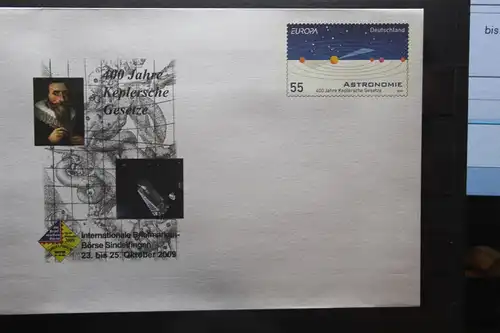 EUROPA Deutschland
55 ASTRONOMIE
400 Jahre Keplersche Gesetze
400 Jahre
Keplersche
Gesetze
Internationale Briefmarken-
Börse Sindelfingen
23. bis 25. Oktober 2009
bis